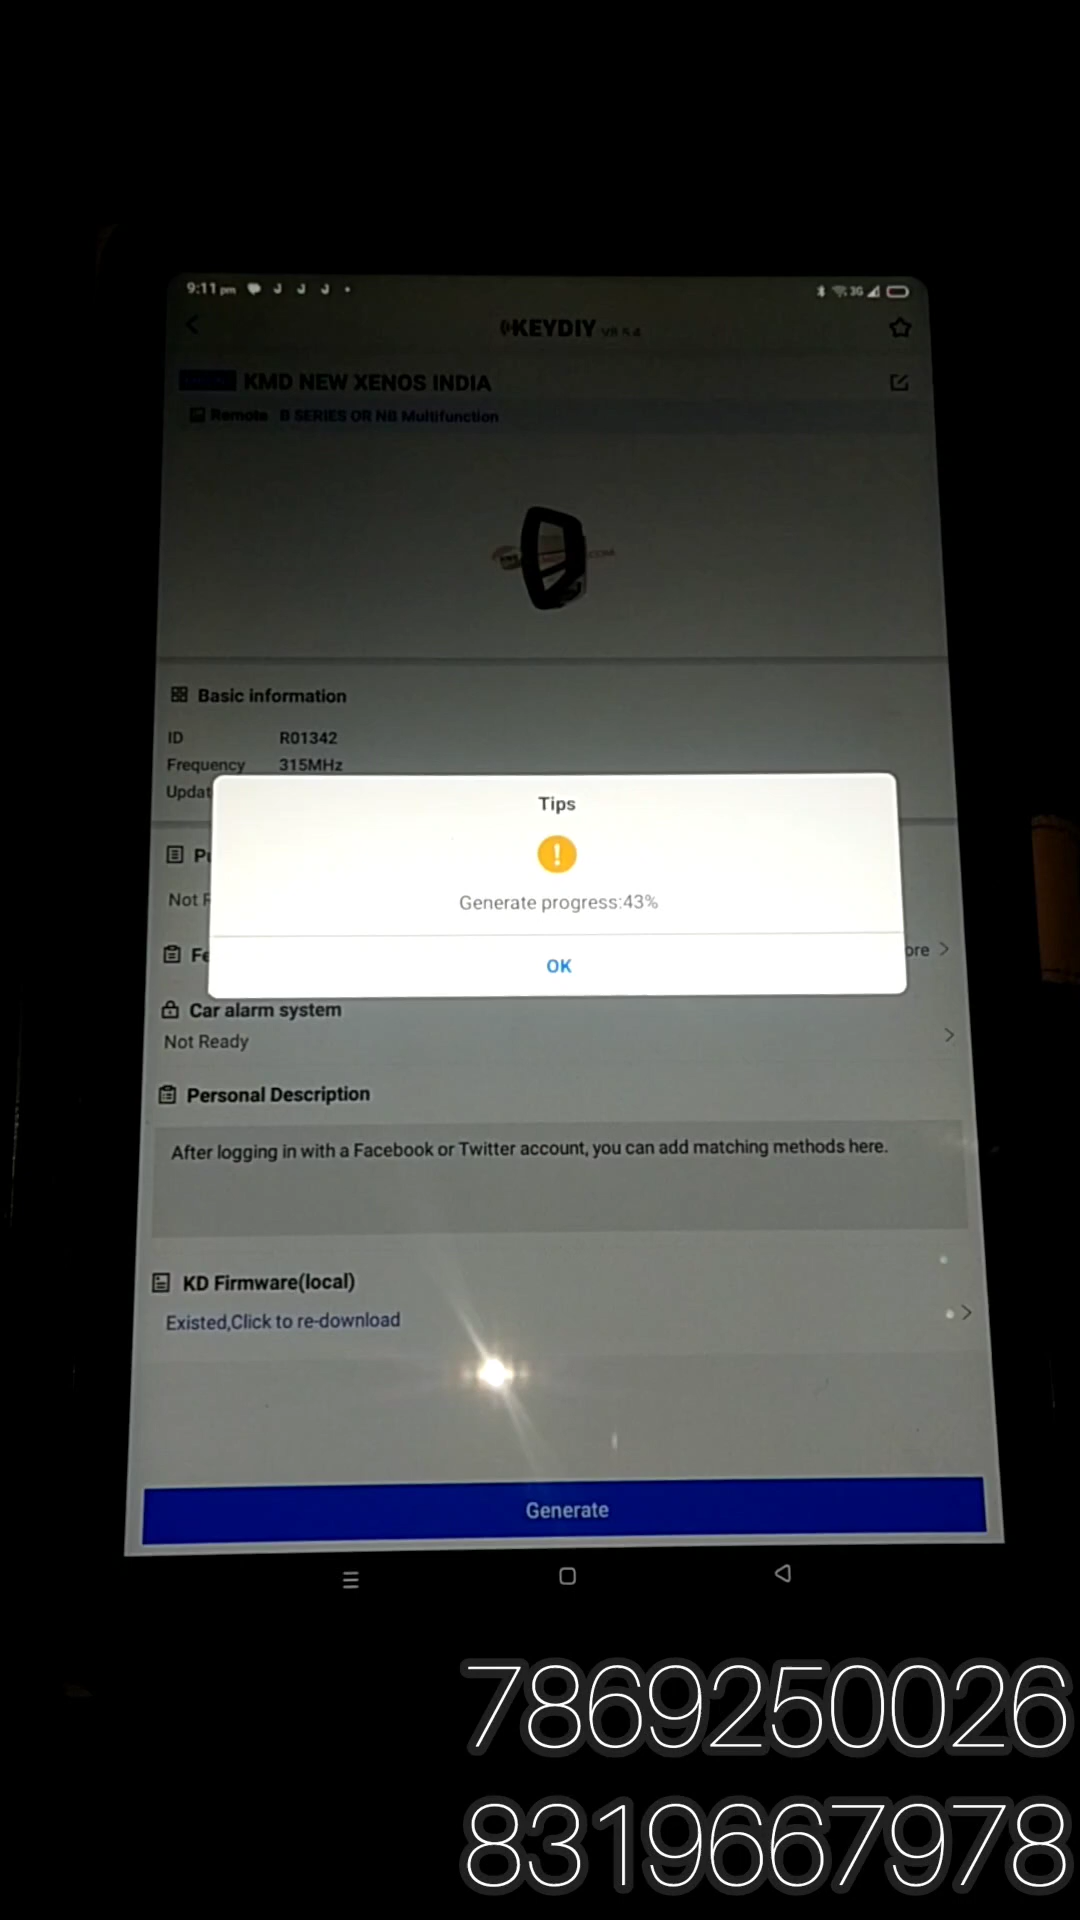 9:11 pm
3G
KEYDIY
KMD NEW XENOS INDIA
Remote B SERIES OR NB Multifunction
Basic information
ID R01342
Frequency 315MHz
Updat
Tips
Generate progress:43%
Not
Fe
ore
OK
Car alarm system
Not Ready
Personal Description
After logging in with a Facebook or Twitter account, you can add matching methods here.
KD Firmware(local)
Existed,Click to re-download
Generate
7869250026
8319667978